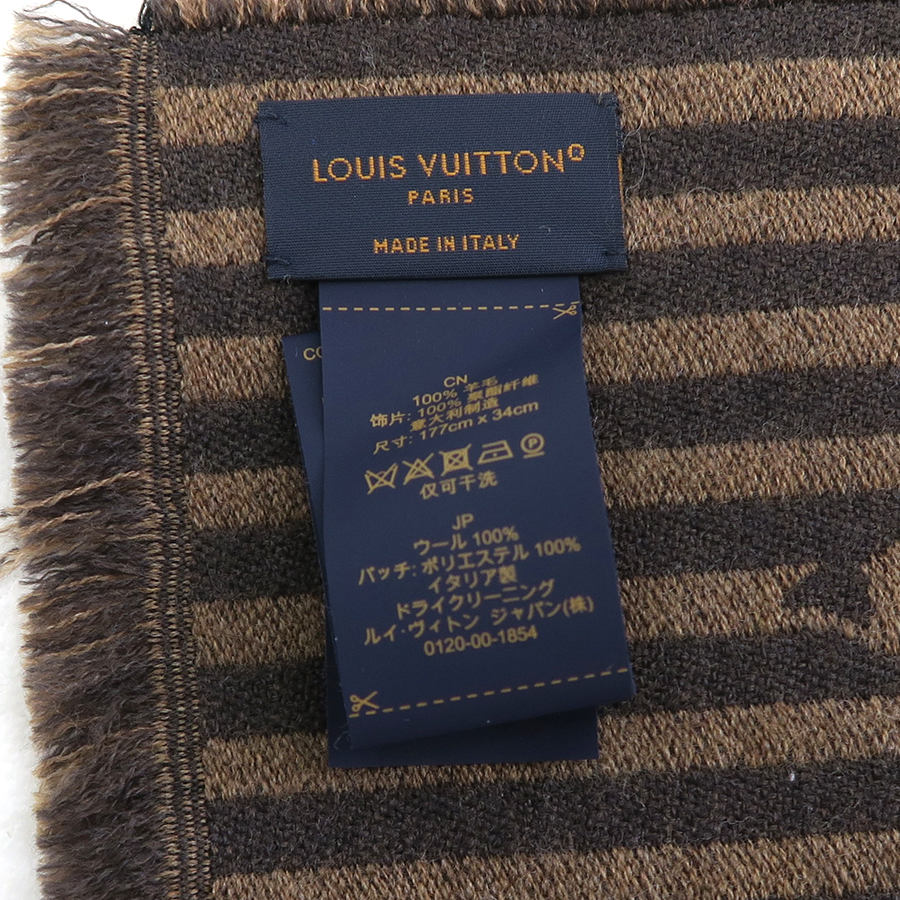 LOUIS VUITTON
PARIS
MADE IN ITALY
CO
CN
100% 羊毛
饰片: 100% 聚酯纤维
意大利制造
尺寸: 177cm x 34cm
P
仅可干洗
JP
ウール 100%
パッチ: ポリエステル 100%
イタリア製
ドライクリーニング
ルイ・ヴィトン ジャパン(株)
0120-00-1854